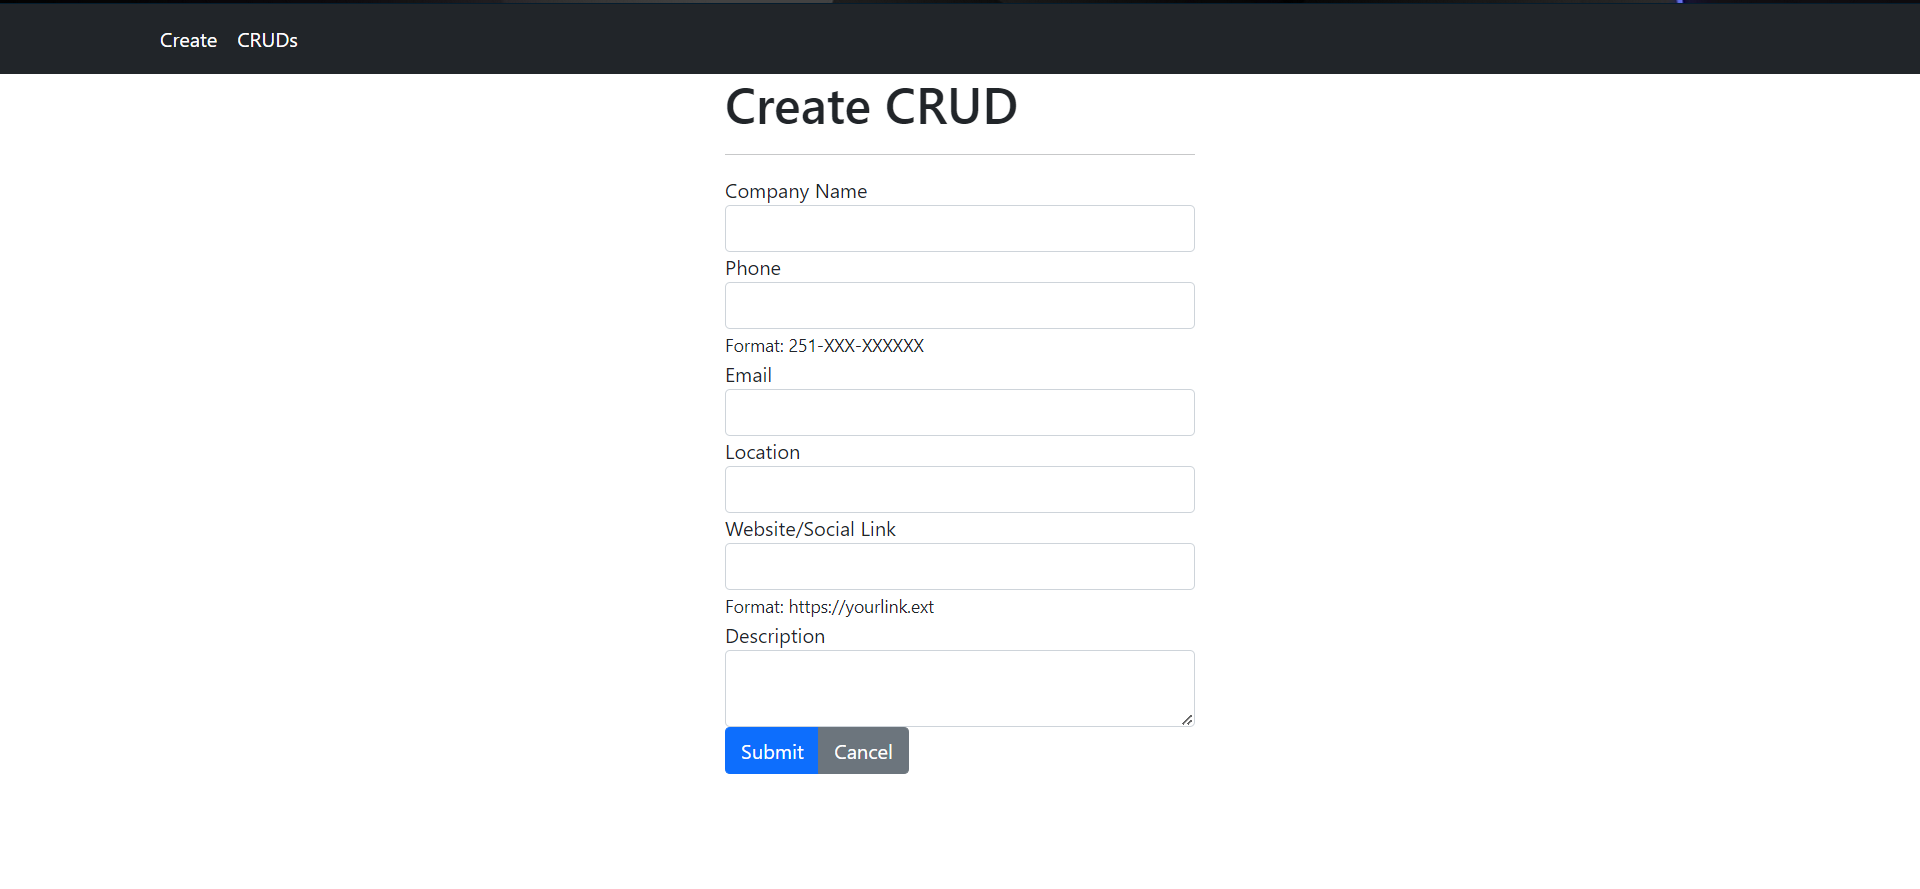 Create CRUDs
Create CRUD
Company Name
Phone
Format: 251-XXX-XXXXXX
Email
Location
Website/Social Link
Format: https://yourlink.ext
Description
Submit Cancel